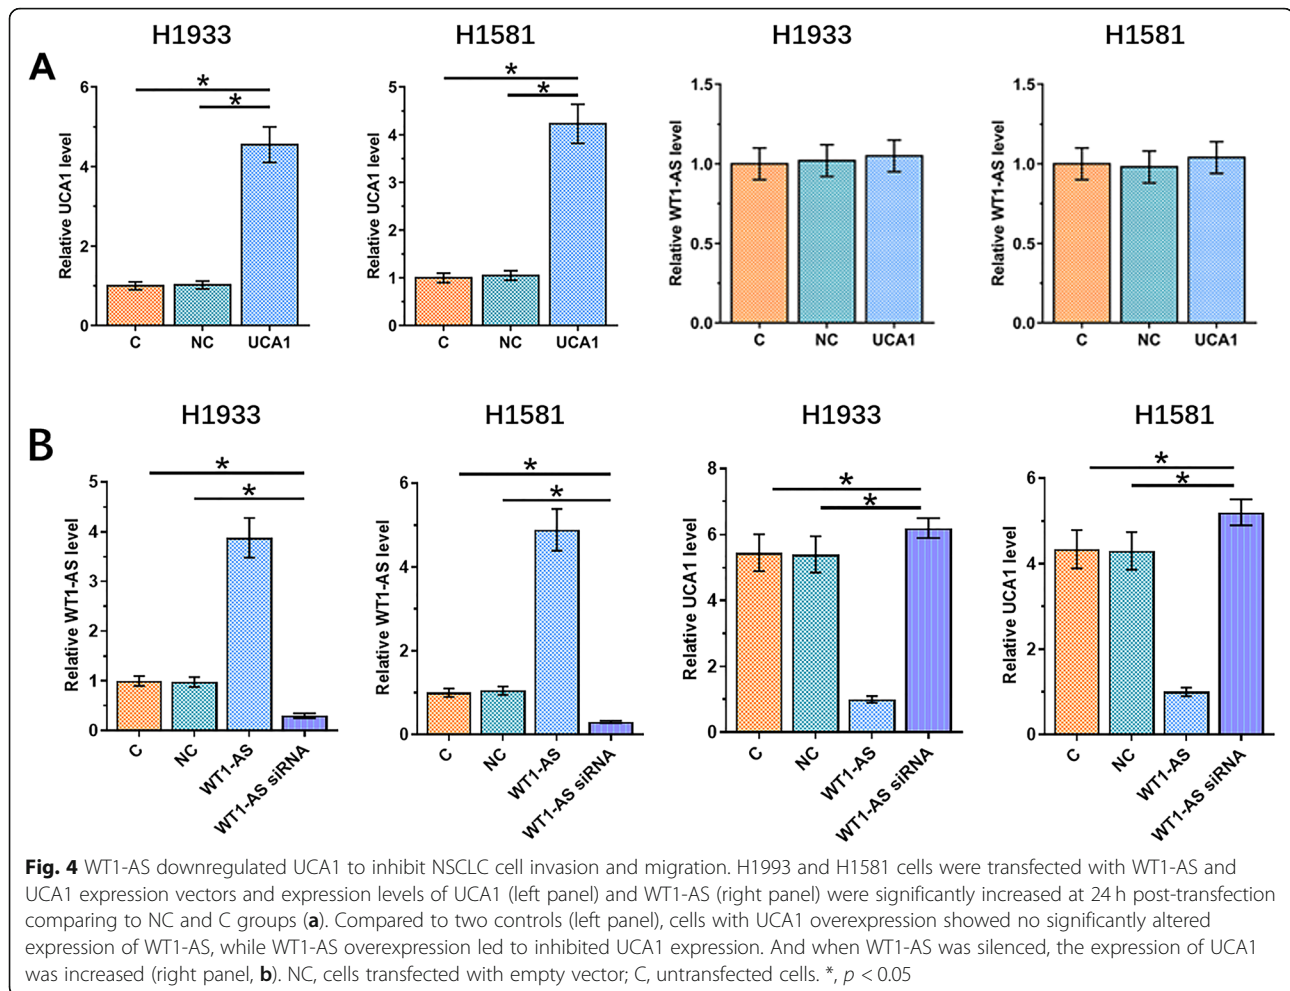 H1933
H1581
H1933
H1581
A
Relative UCA1 level
6
4
2
0
C NC UCA1
* *
Relative UCA1 level
5
4
5
2
1
0
C NC UCA1
* *
Relative WT1-AS level
1.5
1.0
0.5
0.0
C NC UCA1
Relative WT1-AS level
1.5
1.0
0.5
0.0
C NC UCA1
H1933
H1581
H1933
H1581
B
Relative WT1-AS level
5
4
3
2
1
0
C NC WT1-AS WT1-AS siRNA
* *
Relative WT1-AS level
6
4
2
0
C NC WT1-AS WT1-AS siRNA
* *
Relative UCA1 level
8
6
4
2
0
C NC WT1-AS WT1-AS siRNA
* *
Relative UCA1 level
6
4
2
0
C NC WT1-AS WT1-AS siRNA
* *
Fig. 4 WT1-AS downregulated UCA1 to inhibit NSCLC cell invasion and migration. H1993 and H1581 cells were transfected with WT1-AS and
UCA1 expression vectors and expression levels of UCA1 (left panel) and WT1-AS (right panel) were significantly increased at 24 h post-transfection
comparing to NC and C groups (a). Compared to two controls (left panel), cells with UCA1 overexpression showed no significantly altered
expression of WT1-AS, while WT1-AS overexpression led to inhibited UCA1 expression. And when WT1-AS was silenced, the expression of UCA1
was increased (right panel, b). NC, cells transfected with empty vector; C, untransfected cells. *, p < 0.05